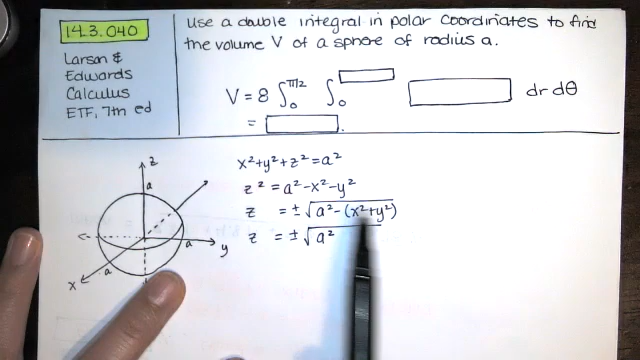 14.3.040
Larson &
Edwards
Calculus
ETF, 7th ed
Use a double integral in polar coordinates to find
the volume V of a sphere of radius a.
V = 8 ∫₀^π/2 ∫₀ dr dθ
= .
z
a
a
y
a
x
x² + y² + z² = a²
z² = a² - x² - y²
z = ± √a² - (x² + y²)
z = ± √a²